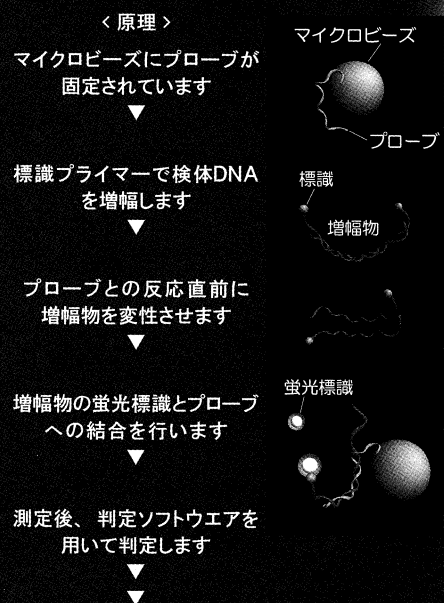 〈原理〉
マイクロビーズにプローブが
固定されています
▼
標識プライマーで検体DNA
を増幅します
▼
プローブとの反応直前に
増幅物を変性させます
▼
増幅物の蛍光標識とプローブ
への結合を行います
▼
測定後、判定ソフトウエアを
用いて判定します
▼
▼
マイクロビーズ
プローブ
標識
増幅物
蛍光標識